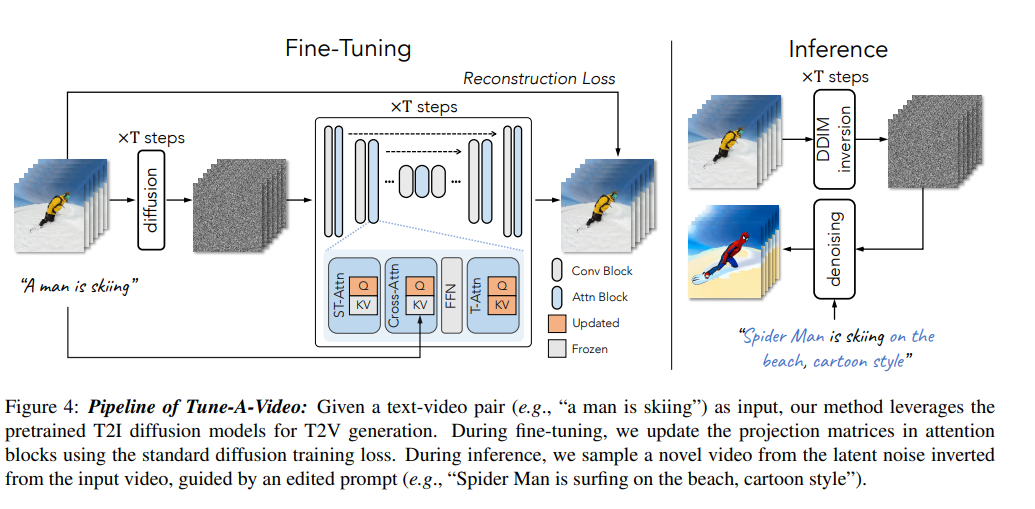 Fine-Tuning
Reconstruction Loss
×T steps
×T steps
diffusion
...
...
"A man is skiing"
ST-Attn
Q
KV
Cross-Attn
Q
KV
FFN
T-Attn
Q
KV
Conv Block
Attn Block
Updated
Frozen
Inference
×T steps
DDIM
inversion
denoising
"Spider Man is skiing on the
beach, cartoon style"
Figure 4: Pipeline of Tune-A-Video: Given a text-video pair (e.g., “a man is skiing”) as input, our method leverages the
pretrained T2I diffusion models for T2V generation. During fine-tuning, we update the projection matrices in attention
blocks using the standard diffusion training loss. During inference, we sample a novel video from the latent noise inverted
from the input video, guided by an edited prompt (e.g., “Spider Man is surfing on the beach, cartoon style”).